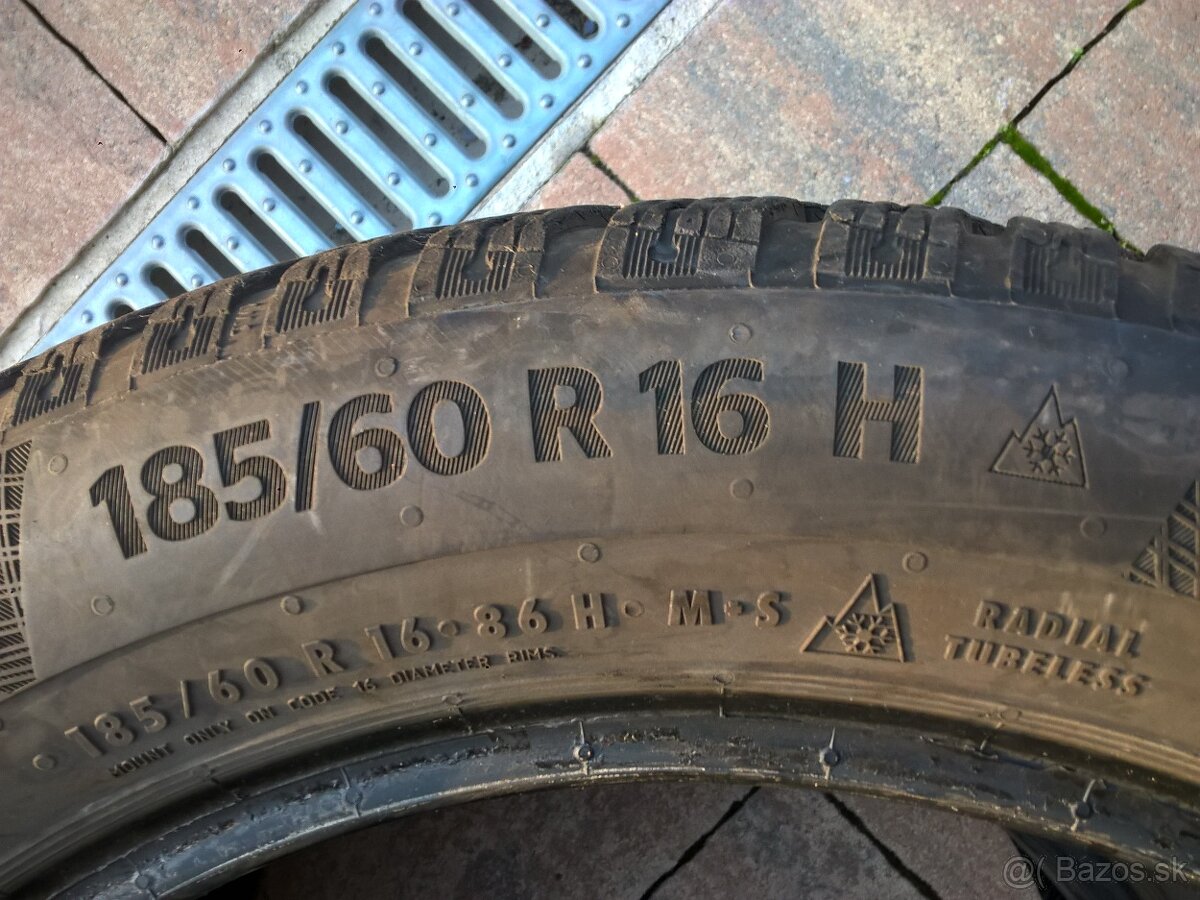 185/60 R 16 H
185/60 R 16 • 86 H • M•S
MOUNT ONLY ON CODE 16 DIAMETER RIMS.
RADIAL
TUBELESS
@( Bazos.sk